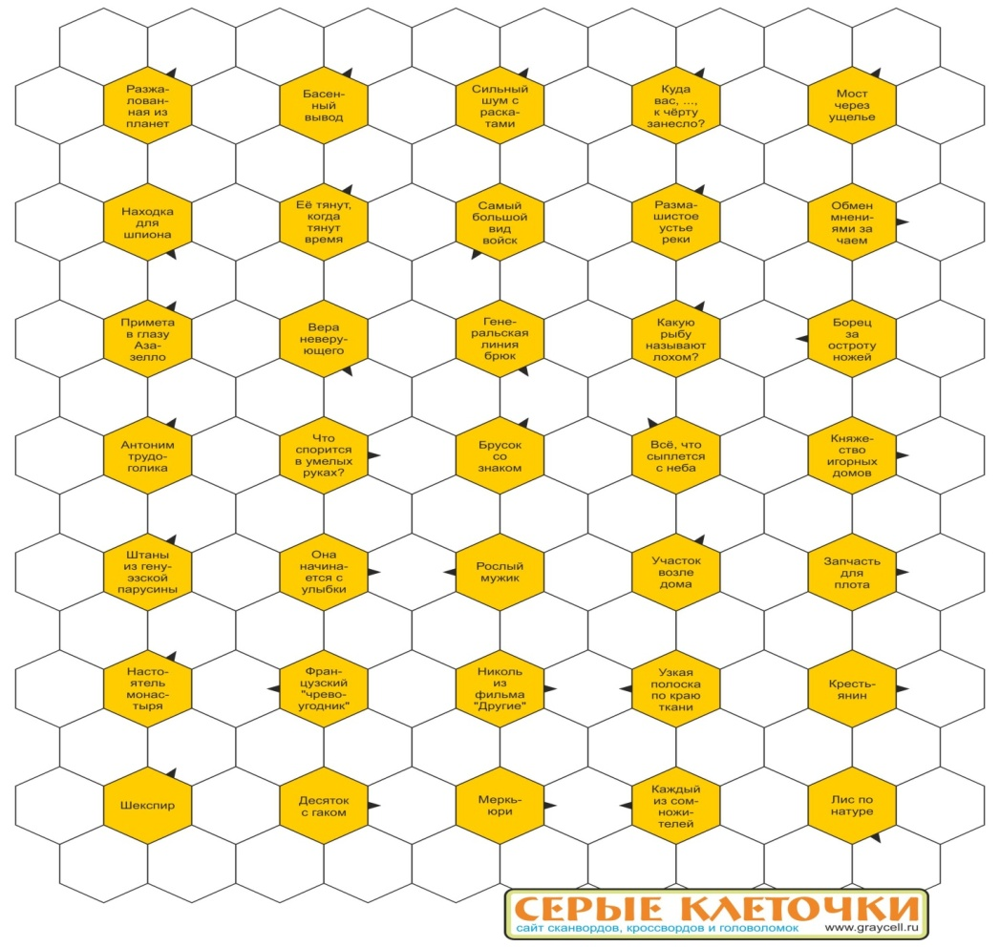 Разжа-
лован-
ная из
планет
Басен-
ный
вывод
Сильный
шум с
раска-
тами
Куда
вас, ...,
к чёрту
занесло?
Мост
через
ущелье
Находка
для
шпиона
Её тянут,
когда
тянут
время
Самый
большой
вид
войск
Разма-
шистое
устье
реки
Обмен
мнени-
ями за
чаем
Примета
в глазу
Аза-
зелло
Вера
неверу-
ющего
Гене-
ральская
линия
брюк
Какую
рыбу
называют
лохом?
Борец
за
остроту
ножей
Антоним
трудо-
голика
Что
спорится
в умелых
руках?
Брусок
со
знаком
Всё, что
сыплется
с неба
Княже-
ство
игорных
домов
Штаны
из гену-
эзской
парусины
Она
начина-
ется с
улыбки
Рослый
мужик
Участок
возле
дома
Запчасть
для
плота
Насто-
ятель
монас-
тыря
Фран-
цузский
"чрево-
угодник"
Николь
из
фильма
"Другие"
Узкая
полоска
по краю
ткани
Кресть-
янин
Шекспир
Десяток
с гаком
Меркь-
юри
Каждый
из сом-
ножи-
телей
Лис по
натуре
СЕРЫЕ КЛЕТОЧКИ
сайт сканвордов, кроссвордов и головоломок www.graycell.ru